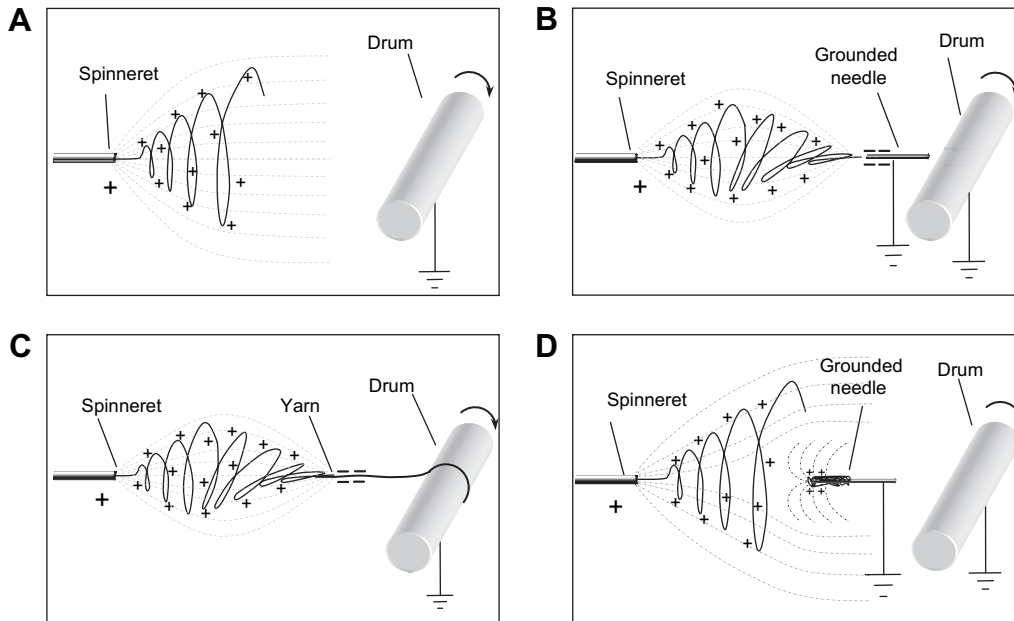 A
Drum
Spinneret
+
B
Grounded
needle
Drum
Spinneret
+
C
Drum
Spinneret
Yarn
+
D
Grounded
needle
Drum
Spinneret
+